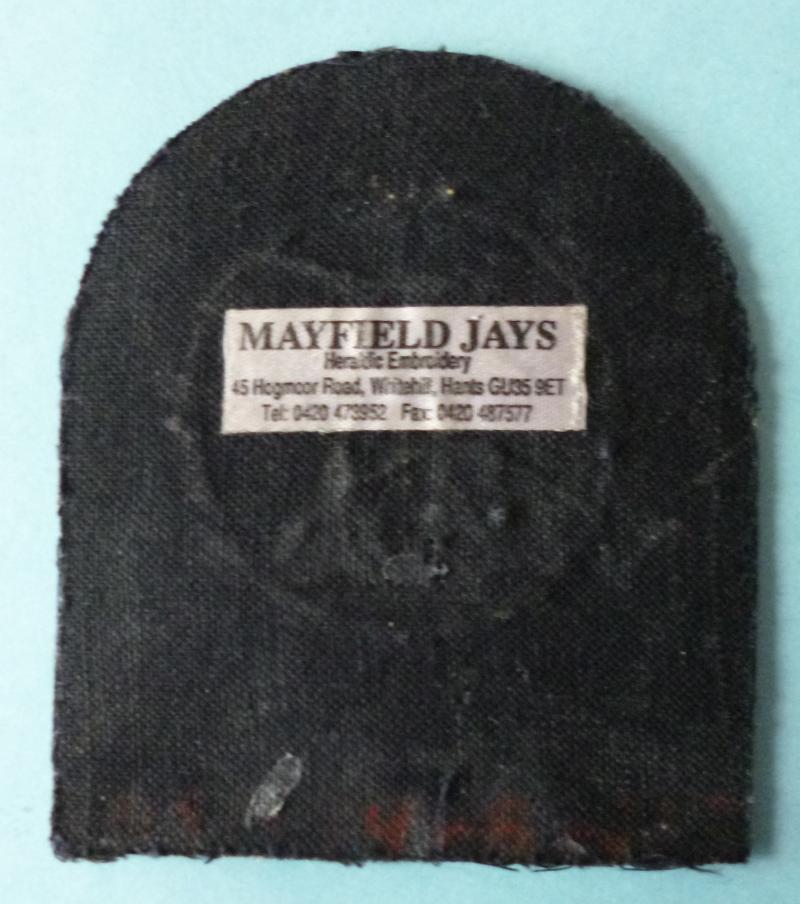 MAYFIELD JAYS
Heraldic Embroidery
45 Hogmoor Road, Whitehill, Hants GU35 9ET
Tel: 0420 473952 Fax: 0420 487577